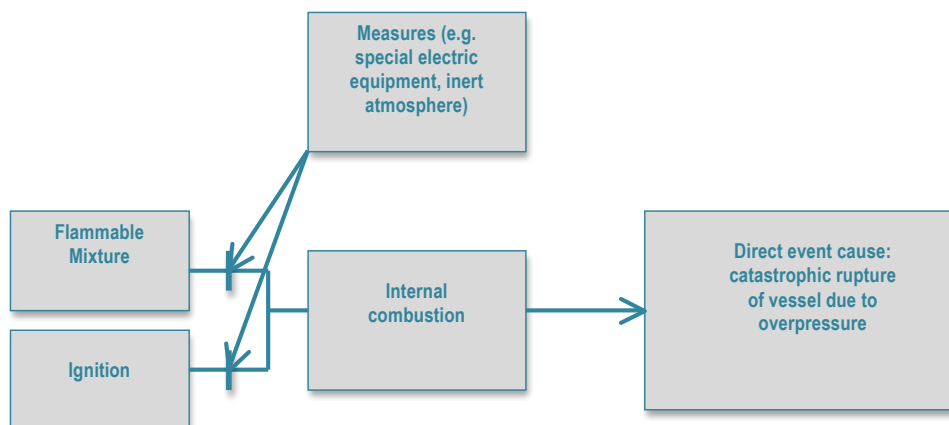 Measures (e.g.
special electric
equipment, inert
atmosphere)
Flammable
Mixture
Ignition
Internal
combustion
Direct event cause:
catastrophic rupture
of vessel due to
overpressure